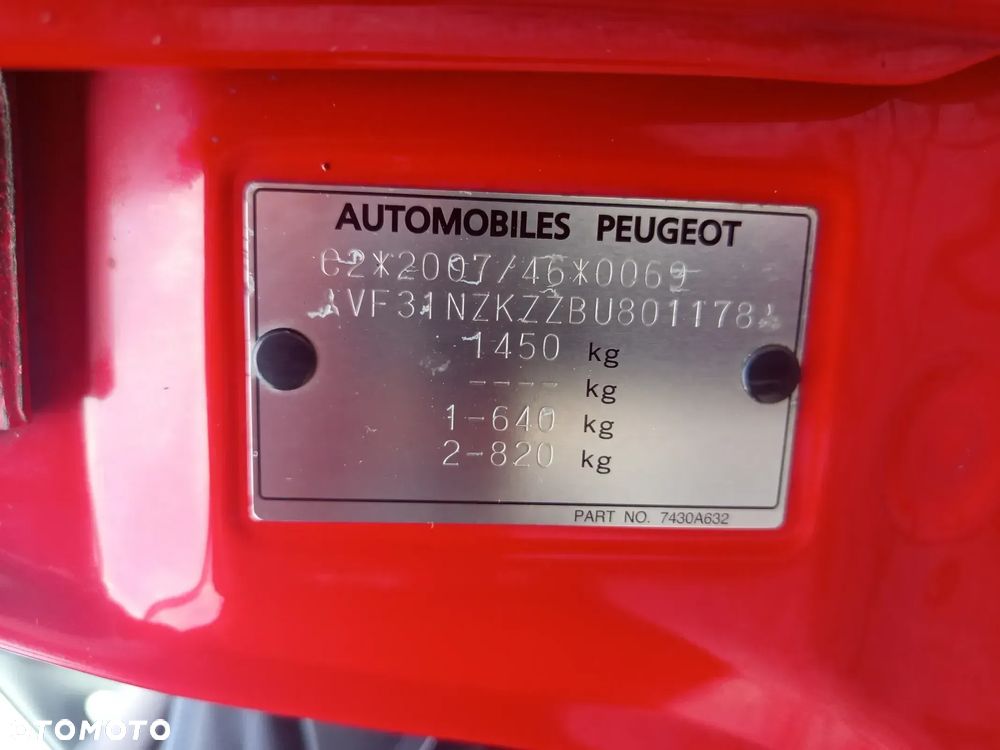 AUTOMOBILES PEUGEOT
e2*2007/46*0069
VF31NZKZZBU801178
1450 kg
---- kg
1-640 kg
2-820 kg
PART NO. 7430A632
OTOMOTO